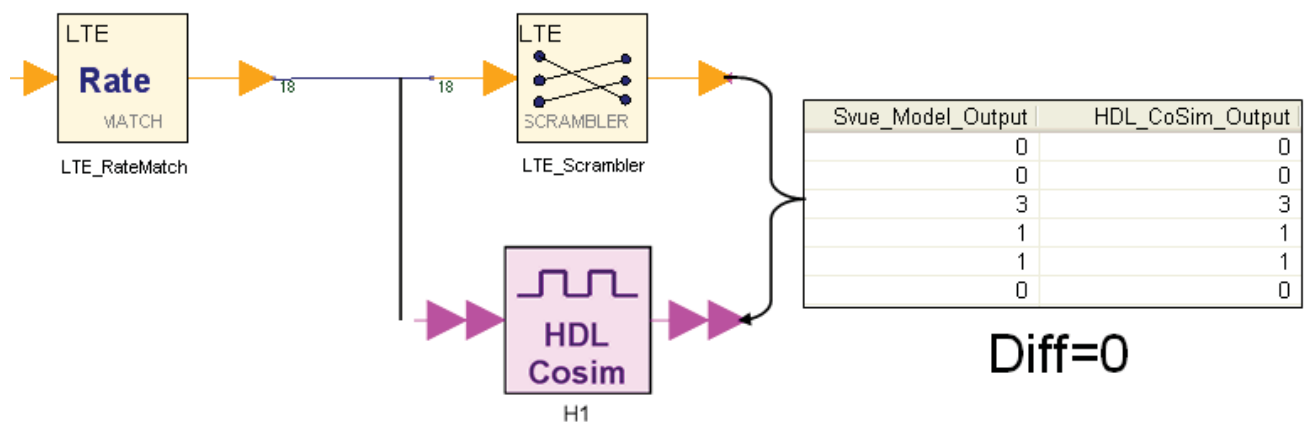 LTE
Rate
MATCH
LTE_RateMatch
18
18
LTE
SCRAMBLER
LTE_Scrambler
HDL
Cosim
H1
Svue_Model_Output HDL_CoSim_Output
0 0
0 0
3 3
1 1
1 1
0 0
Diff=0